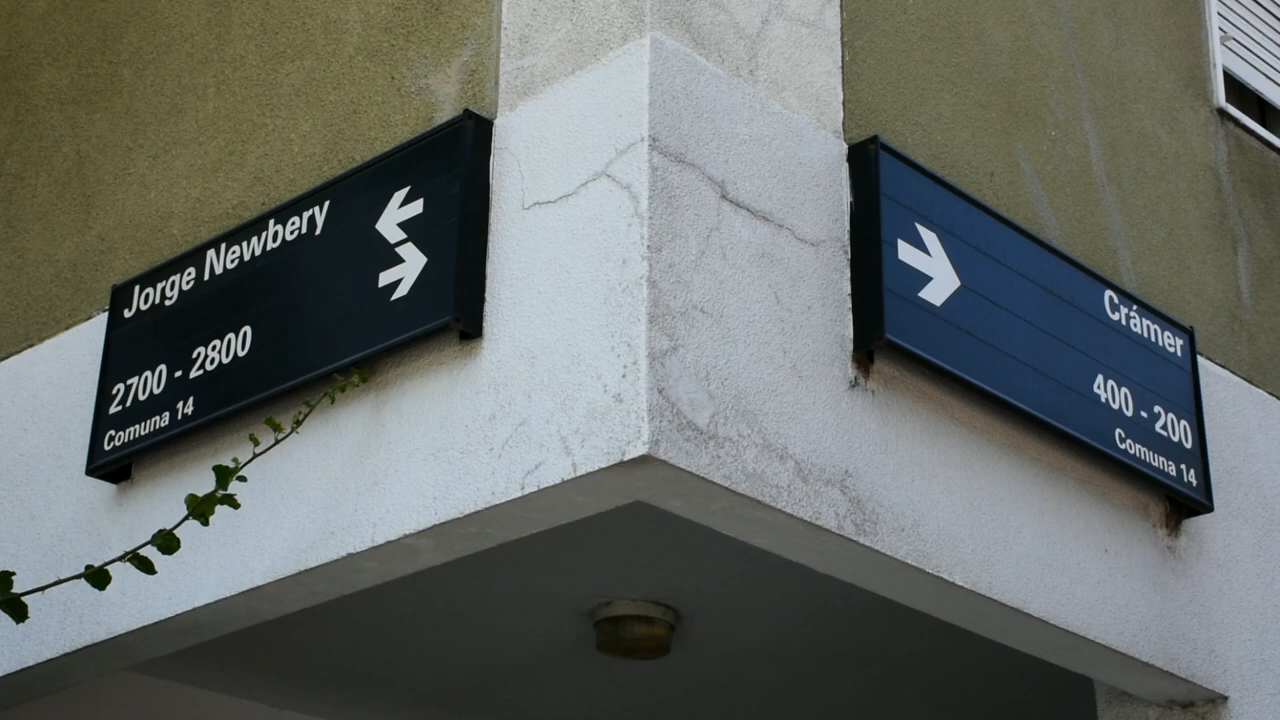 Jorge Newbery
2700 - 2800
Comuna 14
Crámer
400 - 200
Comuna 14